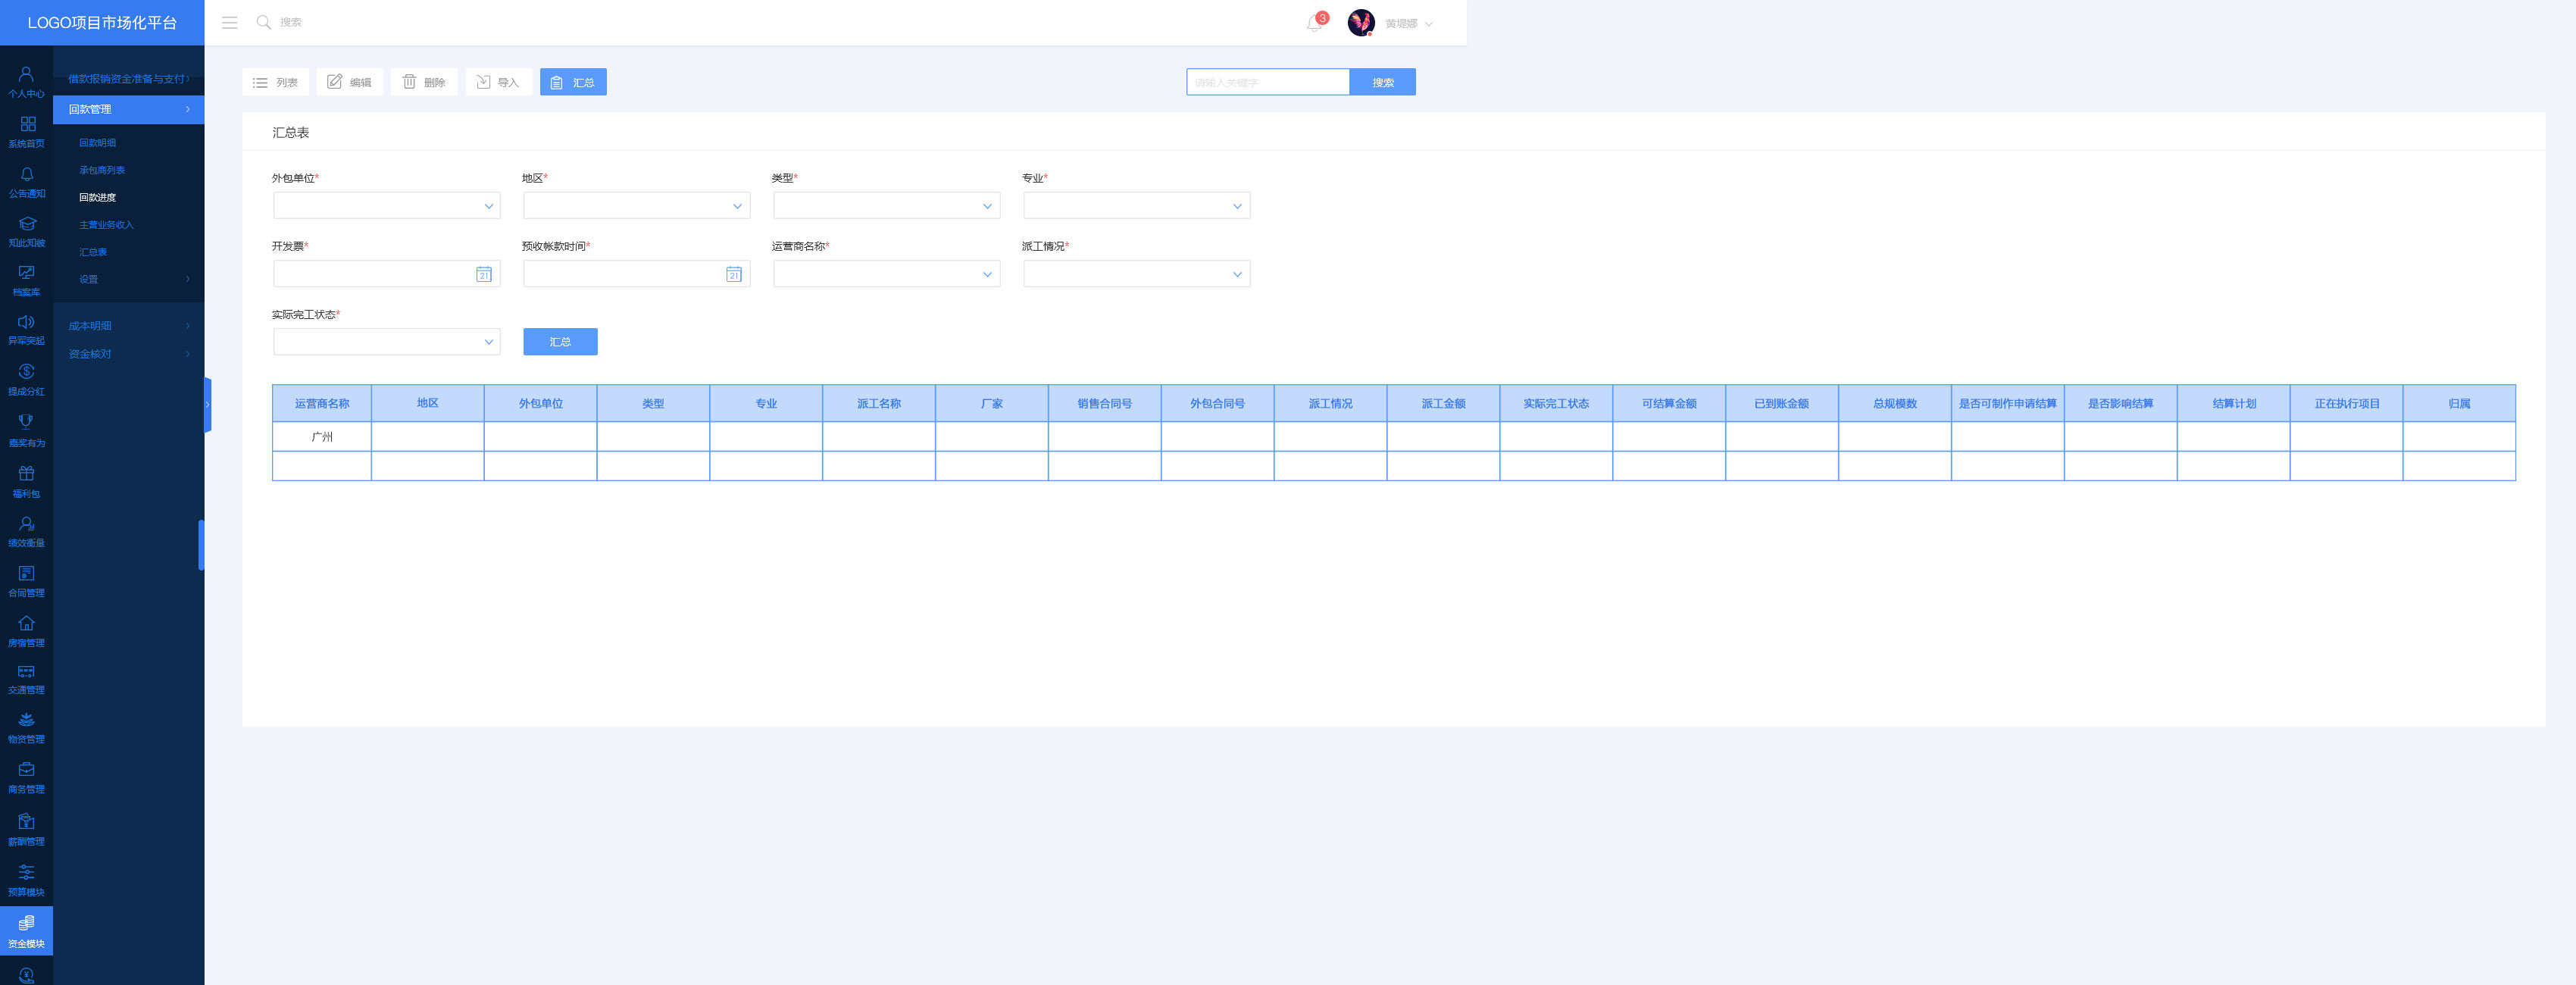 LOGO项目市场化平台
搜索
3
黄堤娜
个人中心
系统首页
公告通知
知此知彼
档案库
异军突起
提成分红
嘉奖有为
福利包
绩效衡量
合同管理
房宿管理
交通管理
物资管理
商务管理
薪酬管理
预算模块
资金模块
借款报销资金准备与支付
回款管理
回款明细
承包商列表
回款进度
主营业务收入
汇总表
设置
成本明细
资金核对
列表 编辑 删除 导入 汇总
请输入关键字 搜索
汇总表
外包单位* 地区* 类型* 专业*
开发票* 预收帐款时间* 运营商名称* 派工情况*
21 21
实际完工状态*
汇总
运营商名称 地区 外包单位 类型 专业 派工名称 厂家 销售合同号 外包合同号 派工情况 派工金额 实际完工状态 可结算金额 已到账金额 总规模数 是否可制作申请结算 是否影响结算 结算计划 正在执行项目 归属
广州